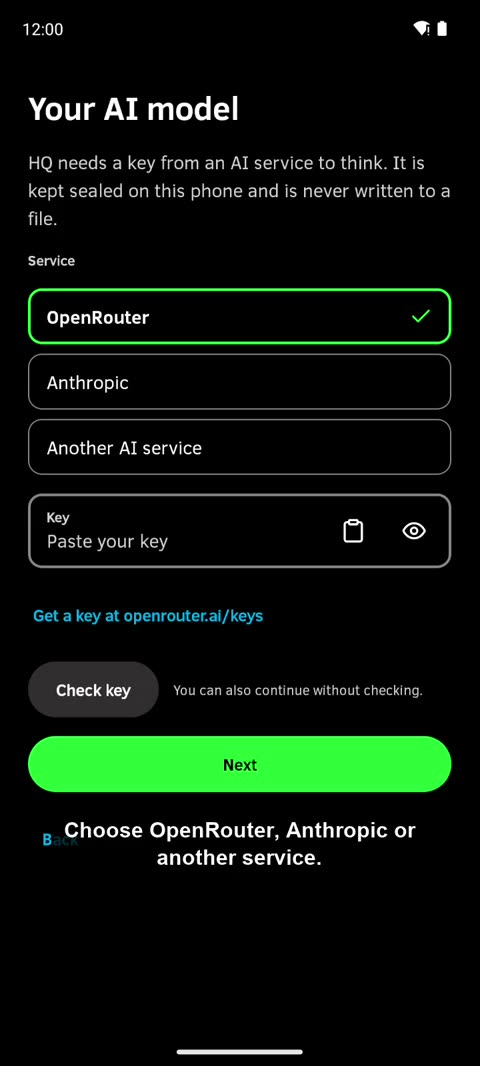 12:00
Your AI model
HQ needs a key from an AI service to think. It is
kept sealed on this phone and is never written to a
file.
Service
OpenRouter
Anthropic
Another AI service
Key
Paste your key
Get a key at openrouter.ai/keys
Check key
You can also continue without checking.
Next
Back
Choose OpenRouter, Anthropic or
another service.